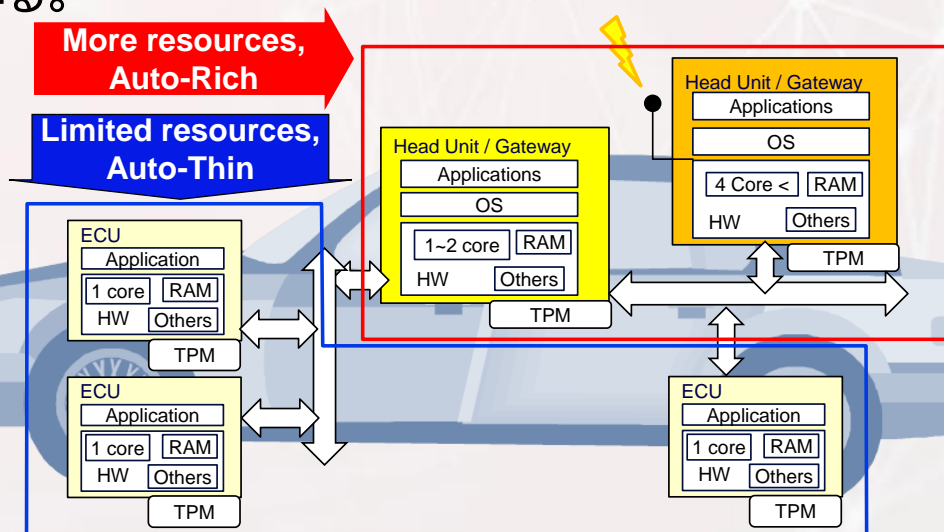 る。
More resources,
Auto-Rich
Limited resources,
Auto-Thin
Head Unit / Gateway
Applications
OS
4 Core <
RAM
HW
Others
TPM
Head Unit / Gateway
Applications
OS
1~2 core
RAM
HW
Others
TPM
ECU
Application
1 core
RAM
HW
Others
TPM
ECU
Application
1 core
RAM
HW
Others
TPM
ECU
Application
1 core
RAM
HW
Others
TPM